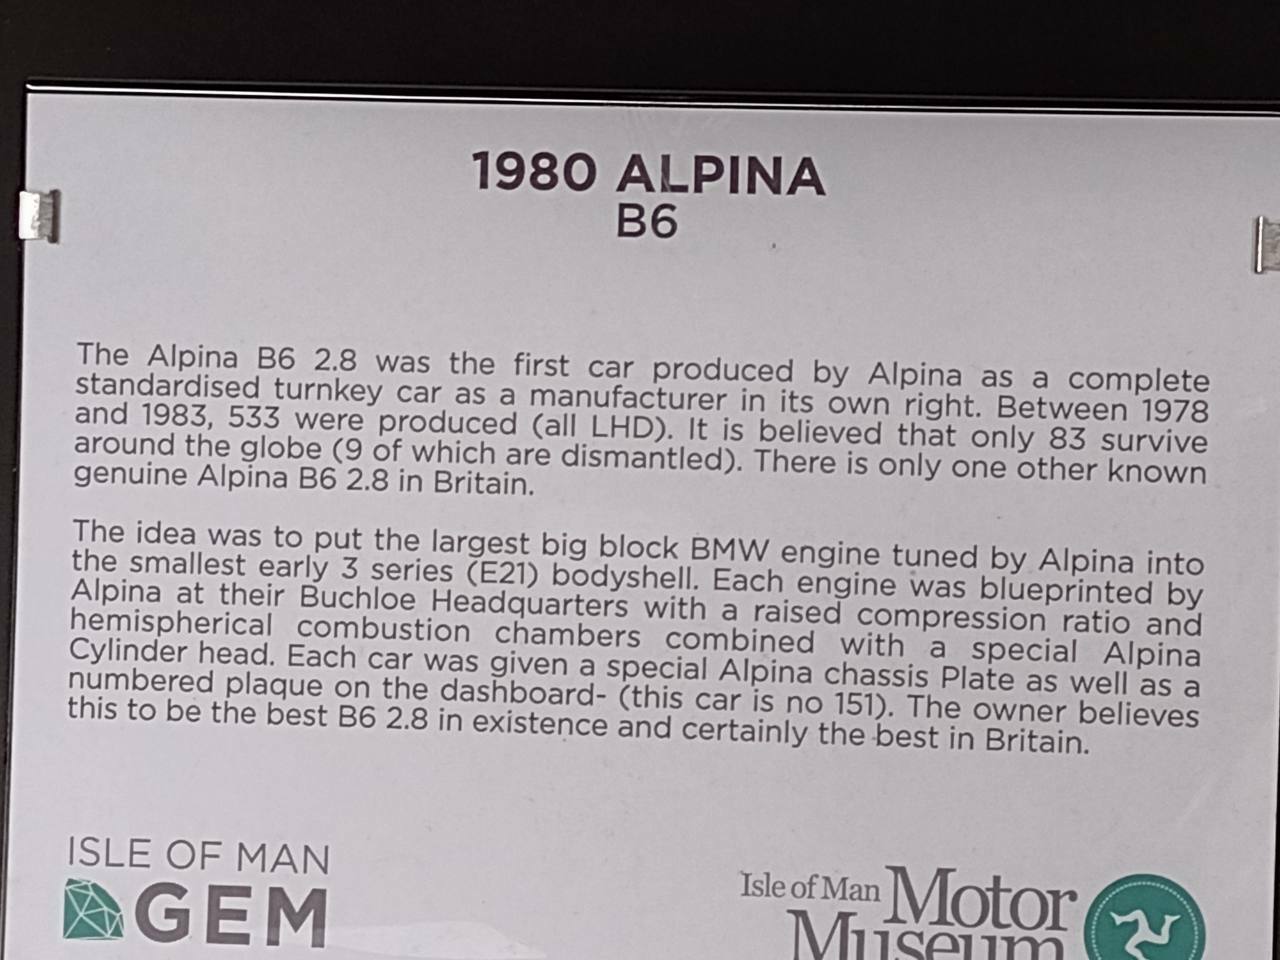 1980 ALPINA
B6
The Alpina B6 2.8 was the first car produced by Alpina as a complete
standardised turnkey car as a manufacturer in its own right. Between 1978
and 1983, 533 were produced (all LHD). It is believed that only 83 survive
around the globe (9 of which are dismantled). There is only one other known
genuine Alpina B6 2.8 in Britain.
The idea was to put the largest big block BMW engine tuned by Alpina into
the smallest early 3 series (E21) bodyshell. Each engine was blueprinted by
Alpina at their Buchloe Headquarters with a raised compression ratio and
hemispherical combustion chambers combined with a special Alpina
Cylinder head. Each car was given a special Alpina chassis Plate as well as a
numbered plaque on the dashboard- (this car is no 151). The owner believes
this to be the best B6 2.8 in existence and certainly the best in Britain.
ISLE OF MAN
GEM
Isle of Man Motor
Museum